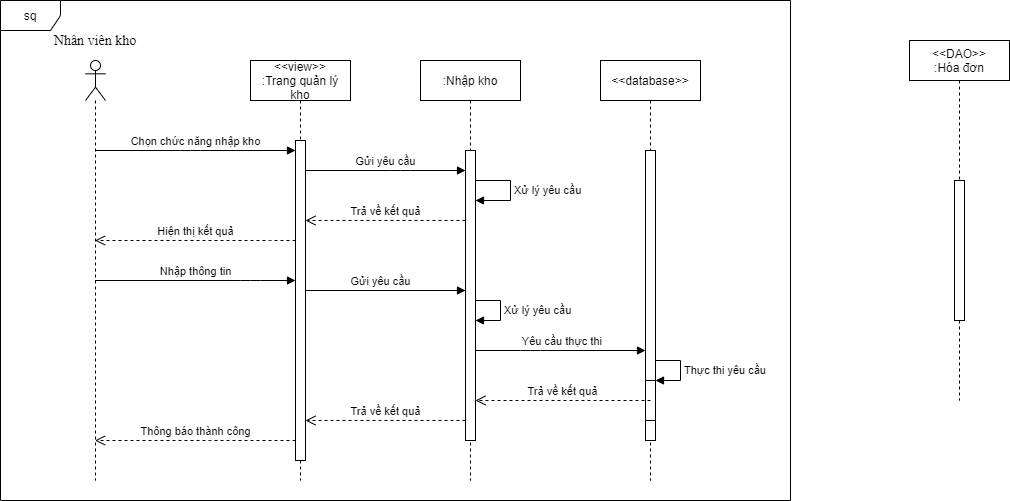 sq
Nhân viên kho
<<view>>
:Trang quản lý
kho
:Nhập kho
<<database>>
<<DAO>>
:Hóa đơn
Chọn chức năng nhập kho
Gửi yêu cầu
Xử lý yêu cầu
Trả về kết quả
Hiện thị kết quả
Nhập thông tin
Gửi yêu cầu
Xử lý yêu cầu
Yêu cầu thực thi
Thực thi yêu cầu
Trả về kết quả
Trả về kết quả
Thông báo thành công